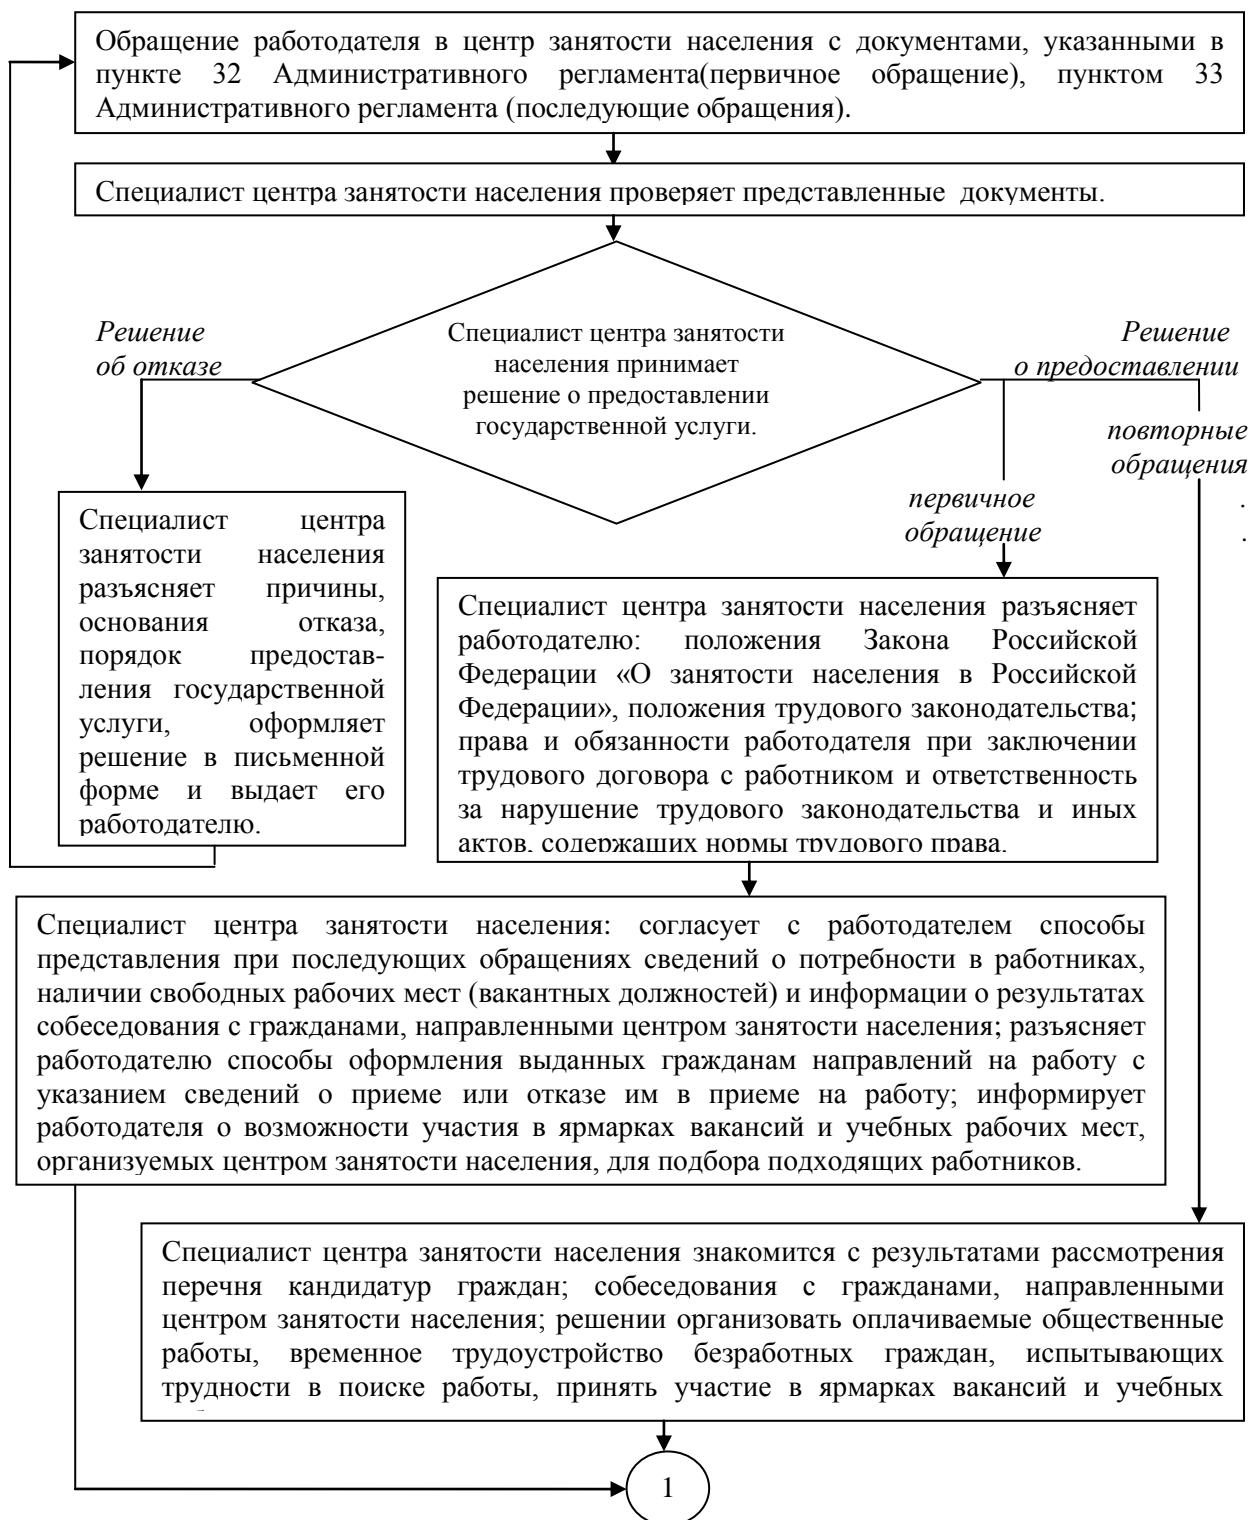 Обращение работодателя в центр занятости населения с документами, указанными в
пункте 32 Административного регламента(первичное обращение), пунктом 33
Административного регламента (последующие обращения).
Специалист центра занятости населения проверяет представленные документы.
Решение
об отказе
Специалист центра занятости
населения принимает
решение о предоставлении
государственной услуги.
Решение
о предоставлении
повторные
обращения
.
.
первичное
обращение
Специалист центра
занятости населения
разъясняет причины,
основания отказа,
порядок предостав-
ления государственной
услуги, оформляет
решение в письменной
форме и выдает его
работодателю.
Специалист центра занятости населения разъясняет
работодателю: положения Закона Российской
Федерации «О занятости населения в Российской
Федерации», положения трудового законодательства;
права и обязанности работодателя при заключении
трудового договора с работником и ответственность
за нарушение трудового законодательства и иных
актов, содержащих нормы трудового права.
Специалист центра занятости населения: согласует с работодателем способы
представления при последующих обращениях сведений о потребности в работниках,
наличии свободных рабочих мест (вакантных должностей) и информации о результатах
собеседования с гражданами, направленными центром занятости населения; разъясняет
работодателю способы оформления выданных гражданам направлений на работу с
указанием сведений о приеме или отказе им в приеме на работу; информирует
работодателя о возможности участия в ярмарках вакансий и учебных рабочих мест,
организуемых центром занятости населения, для подбора подходящих работников.
Специалист центра занятости населения знакомится с результатами рассмотрения
перечня кандидатур граждан; собеседования с гражданами, направленными
центром занятости населения; решении организовать оплачиваемые общественные
работы, временное трудоустройство безработных граждан, испытывающих
трудности в поиске работы, принять участие в ярмарках вакансий и учебных
1